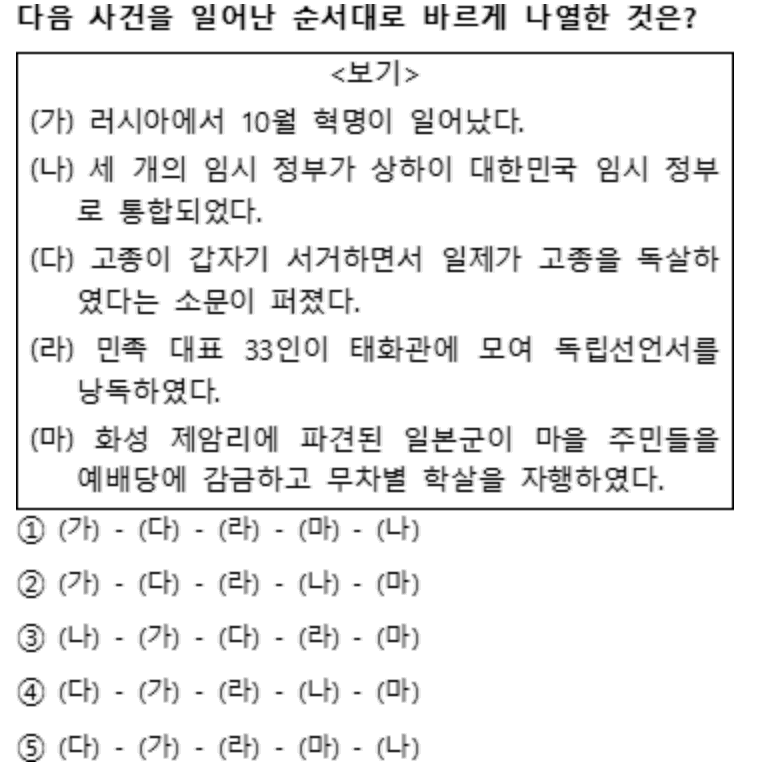 다음 사건을 일어난 순서대로 바르게 나열한 것은?
<보기>
(가) 러시아에서 10월 혁명이 일어났다.
(나) 세 개의 임시 정부가 상하이 대한민국 임시 정부
로 통합되었다.
(다) 고종이 갑자기 서거하면서 일제가 고종을 독살하
였다는 소문이 퍼졌다.
(라) 민족 대표 33인이 태화관에 모여 독립선언서를
낭독하였다.
(마) 화성 제암리에 파견된 일본군이 마을 주민들을
예배당에 감금하고 무차별 학살을 자행하였다.
① (가) - (다) - (라) - (마) - (나)
② (가) - (다) - (라) - (나) - (마)
③ (나) - (가) - (다) - (라) - (마)
④ (다) - (가) - (라) - (나) - (마)
⑤ (다) - (가) - (라) - (마) - (나)